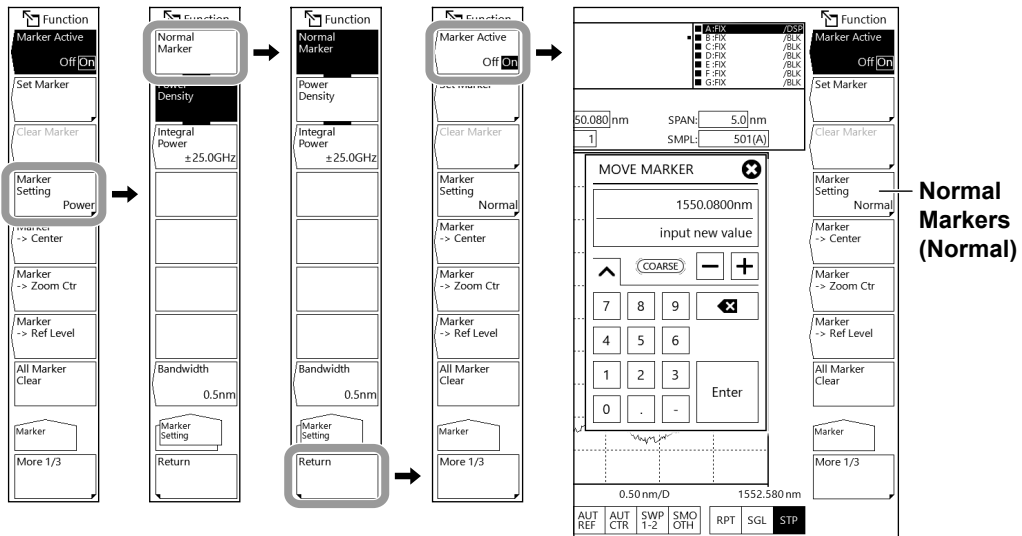 Function
Marker Active
Off On
Set Marker
Clear Marker
Marker
Setting
Power
Marker
-> Center
Marker
-> Zoom Ctr
Marker
-> Ref Level
All Marker
Clear
Marker
More 1/3
Function
Normal
Marker
Power
Density
Integral
Power
±25.0GHz
Bandwidth
0.5nm
Marker
Setting
Return
Function
Normal
Marker
Power
Density
Integral
Power
±25.0GHz
Bandwidth
0.5nm
Marker
Setting
Return
Function
Marker Active
Off On
Set Marker
Clear Marker
Marker
Setting
Normal
Marker
-> Center
Marker
-> Zoom Ctr
Marker
-> Ref Level
All Marker
Clear
Marker
More 1/3
A:FIX /DSP
B:FIX /BLK
C:FIX /BLK
D:FIX /BLK
E:FIX /BLK
F:FIX /BLK
G:FIX /BLK
50.080 nm SPAN: 5.0 nm
1 SMPL: 501(A)
MOVE MARKER
1550.0800nm
input new value
COARSE
7 8 9
4 5 6
1 2 3
Enter
0 . -
0.50 nm/D 1552.580 nm
AUT REF
AUT CTR
SWP 1-2
SMO OTH
RPT SGL STP
Function
Marker Active
Off On
Set Marker
Clear Marker
Marker
Setting
Normal
Marker
-> Center
Marker
-> Zoom Ctr
Marker
-> Ref Level
All Marker
Clear
Marker
More 1/3
Normal
Markers
(Normal)